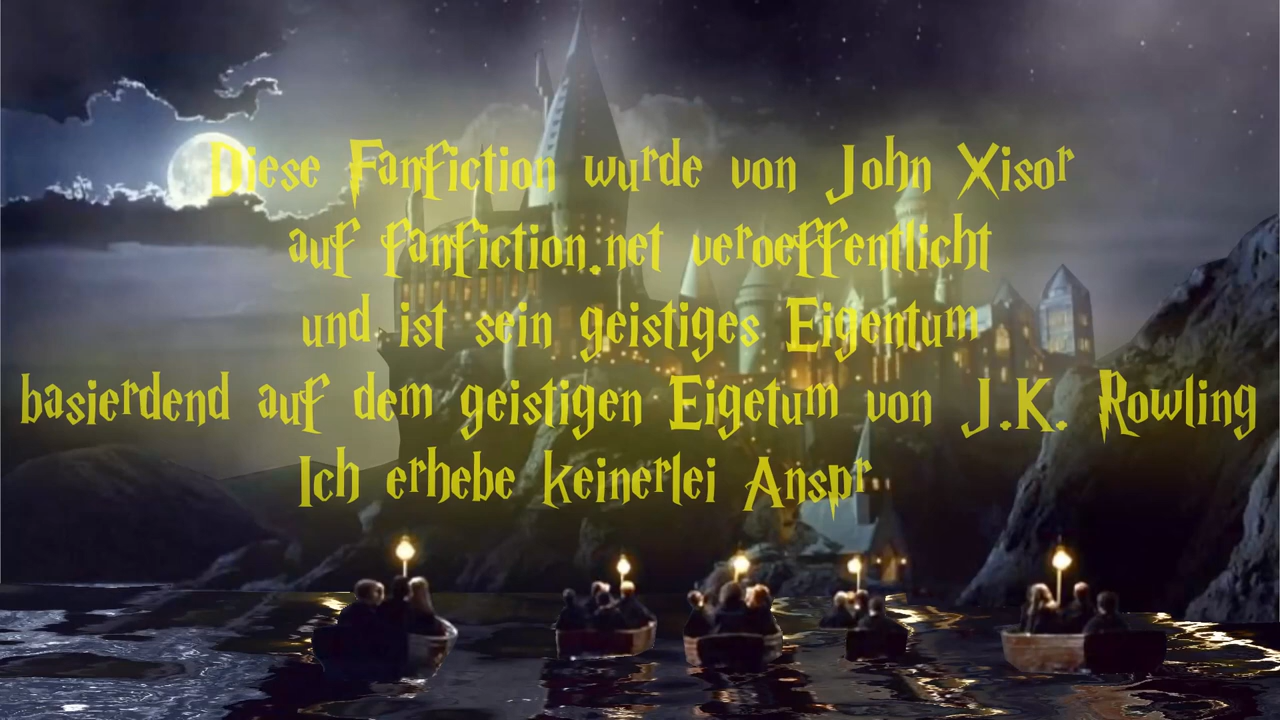 Diese Fanfiction wurde von John Xisor
auf fanfiction.net veroeffentlicht
und ist sein geistiges Eigentum
basierdend auf dem geistigen Eigetum von J.K. Rowling
Ich erhebe keinerlei Anspr